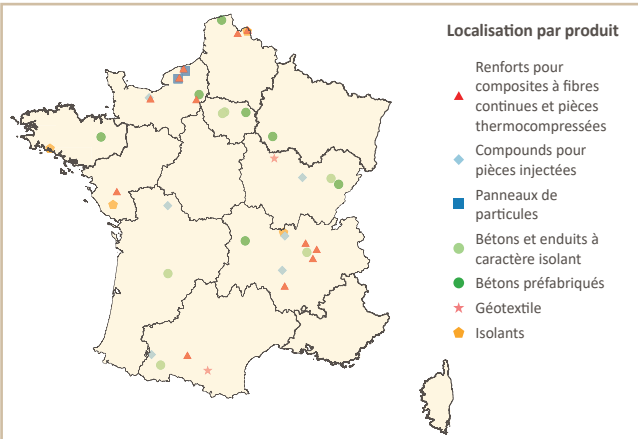 Localisation par produit
Renforts pour
composites à fibres
continues et pièces
thermocompressées
Compounds pour
pièces injectées
Panneaux de
particules
Bétons et enduits à
caractère isolant
Bétons préfabriqués
Géotextile
Isolants